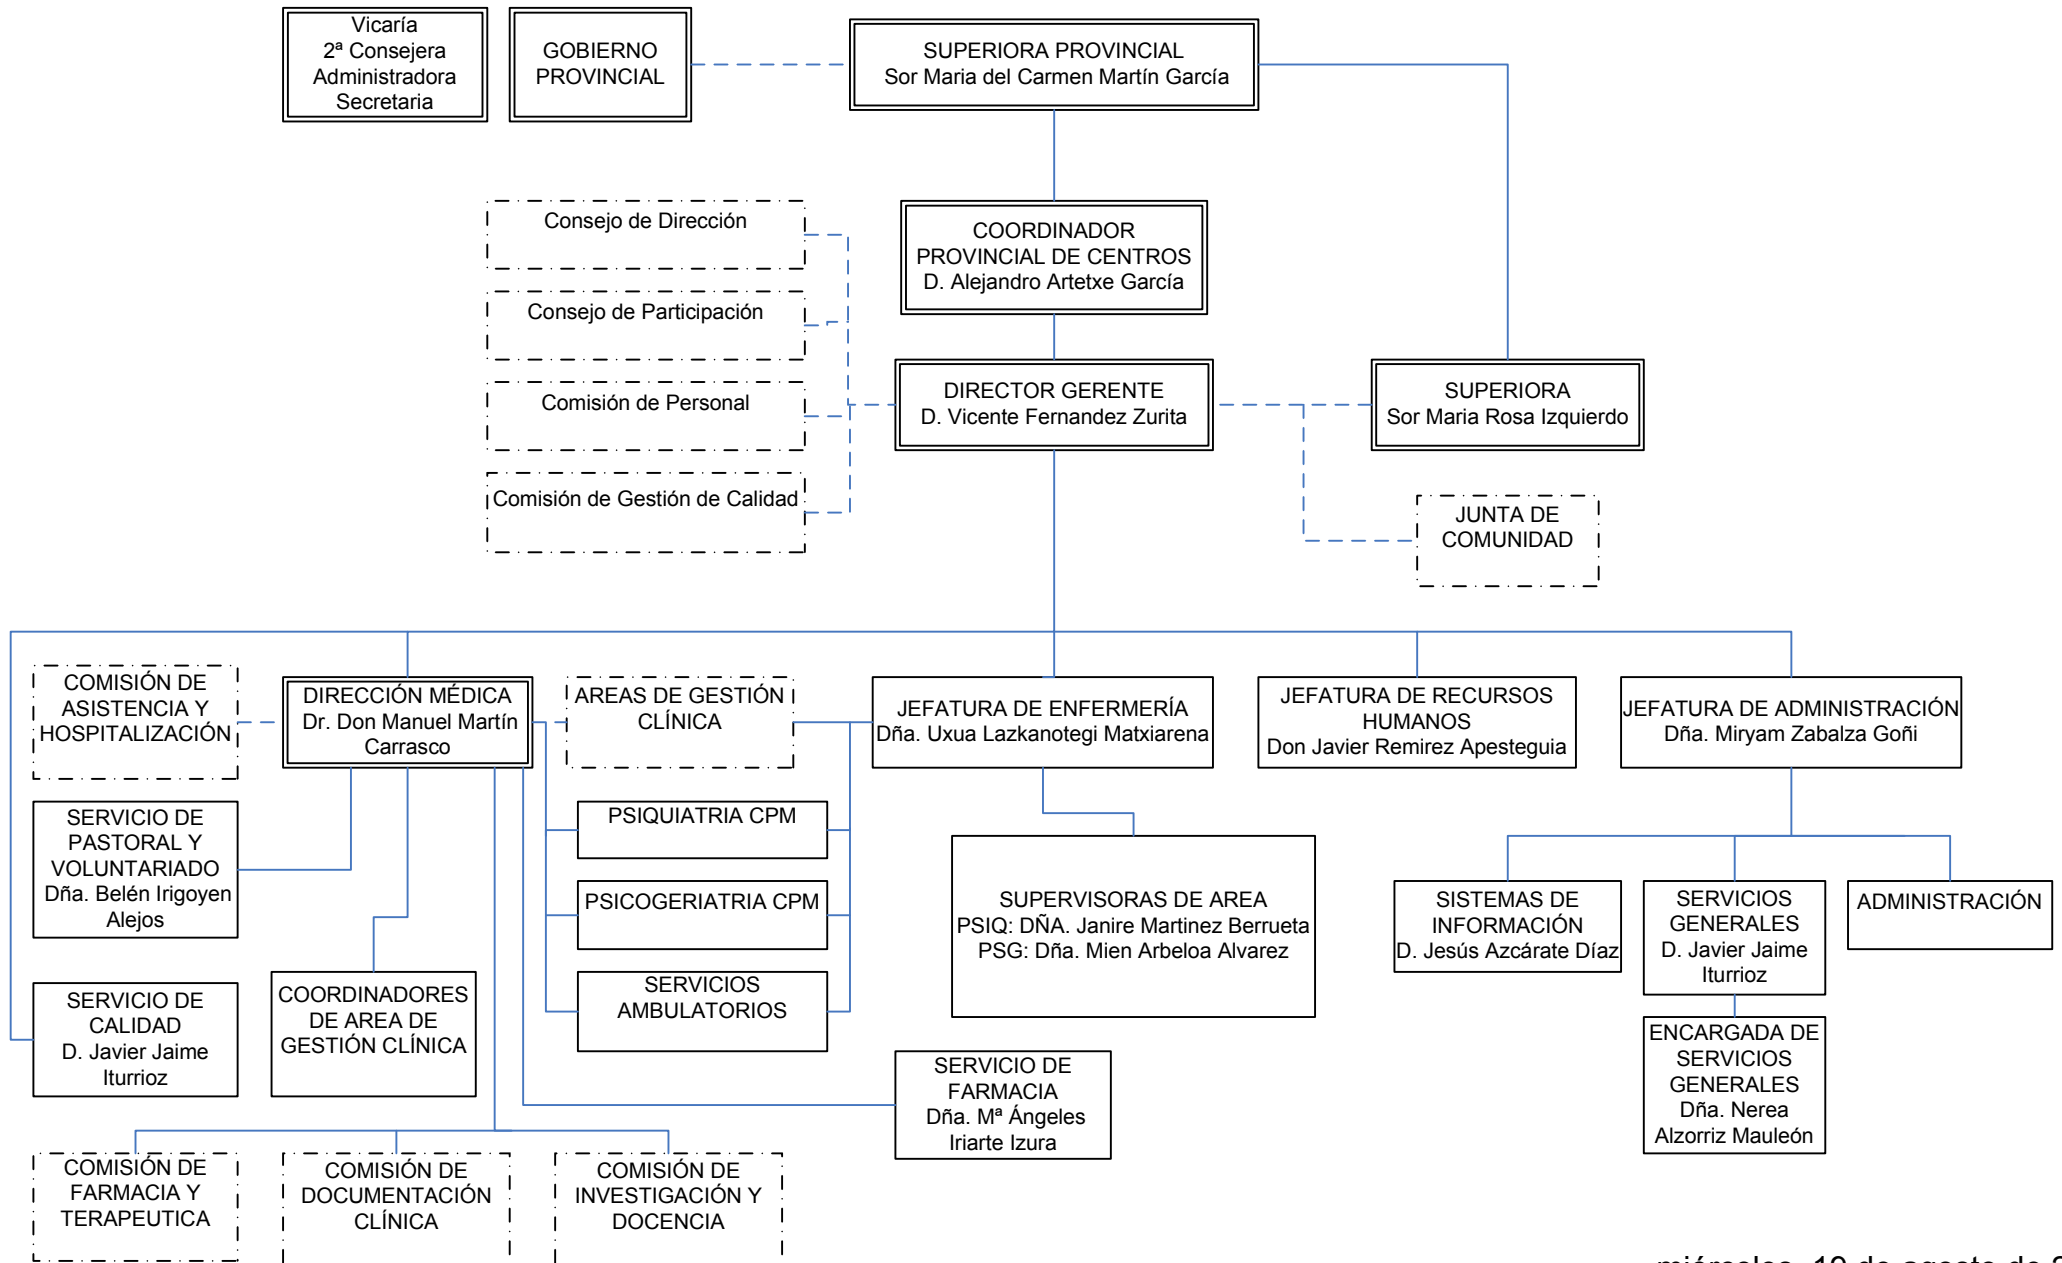 Vicaría
2ª Consejera
Administradora
Secretaria
GOBIERNO
PROVINCIAL
SUPERIORA PROVINCIAL
Sor Maria del Carmen Martín García
Consejo de Dirección
COORDINADOR
PROVINCIAL DE CENTROS
D. Alejandro Artetxe García
Consejo de Participación
Comisión de Personal
DIRECTOR GERENTE
D. Vicente Fernandez Zurita
SUPERIORA
Sor Maria Rosa Izquierdo
Comisión de Gestión de Calidad
JUNTA DE
COMUNIDAD
COMISIÓN DE
ASISTENCIA Y
HOSPITALIZACIÓN
DIRECCIÓN MÉDICA
Dr. Don Manuel Martín
Carrasco
AREAS DE GESTIÓN
CLÍNICA
JEFATURA DE ENFERMERÍA
Dña. Uxua Lazkanotegi Matxiarena
JEFATURA DE RECURSOS
HUMANOS
Don Javier Remirez Apesteguia
JEFATURA DE ADMINISTRACIÓN
Dña. Miryam Zabalza Goñi
SERVICIO DE
PASTORAL Y
VOLUNTARIADO
Dña. Belén Irigoyen
Alejos
PSIQUIATRIA CPM
PSICOGERIATRIA CPM
SERVICIOS
AMBULATORIOS
SUPERVISORAS DE AREA
PSIQ: DÑA. Janire Martinez Berrueta
PSG: Dña. Mien Arbeloa Alvarez
SISTEMAS DE
INFORMACIÓN
D. Jesús Azcárate Díaz
SERVICIOS
GENERALES
D. Javier Jaime
Iturrioz
ADMINISTRACIÓN
SERVICIO DE
CALIDAD
D. Javier Jaime
Iturrioz
COORDINADORES
DE AREA DE
GESTIÓN CLÍNICA
SERVICIO DE
FARMACIA
Dña. Mª Ángeles
Iriarte Izura
ENCARGADA DE
SERVICIOS
GENERALES
Dña. Nerea
Alzorriz Mauleón
COMISIÓN DE
FARMACIA Y
TERAPEUTICA
COMISIÓN DE
DOCUMENTACIÓN
CLÍNICA
COMISIÓN DE
INVESTIGACIÓN Y
DOCENCIA
miércoles, 19 de agosto de